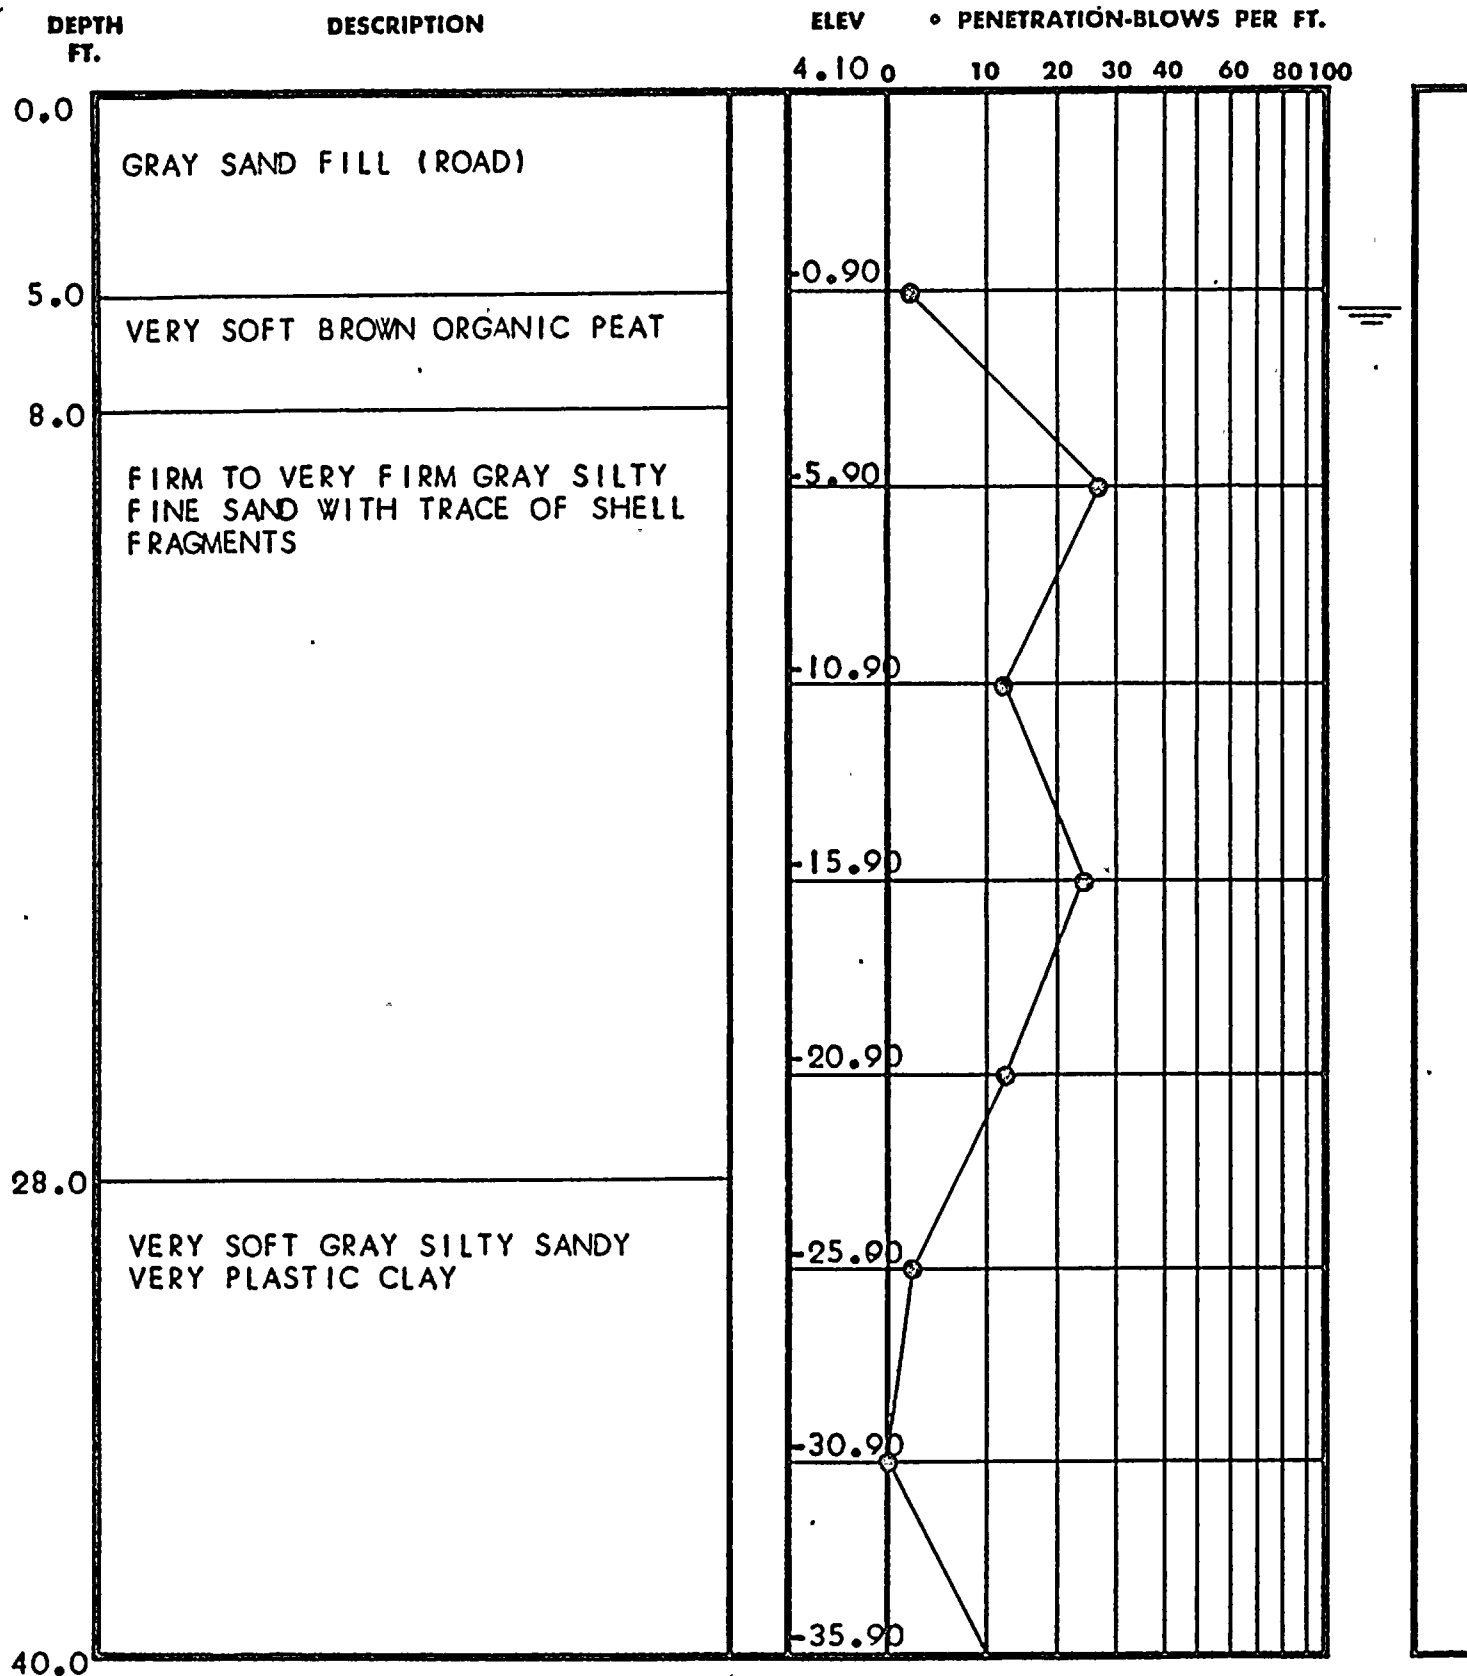 DEPTH FT.
DESCRIPTION
ELEV
PENETRATION-BLOWS PER FT.
4.10 0 10 20 30 40 60 80 100
0.0
GRAY SAND FILL (ROAD)
-0.90
5.0
VERY SOFT BROWN ORGANIC PEAT
8.0
FIRM TO VERY FIRM GRAY SILTY
FINE SAND WITH TRACE OF SHELL
FRAGMENTS
-5.90
-10.90
-15.90
-20.90
28.0
VERY SOFT GRAY SILTY SANDY
VERY PLASTIC CLAY
-25.90
-30.90
-35.90
40.0